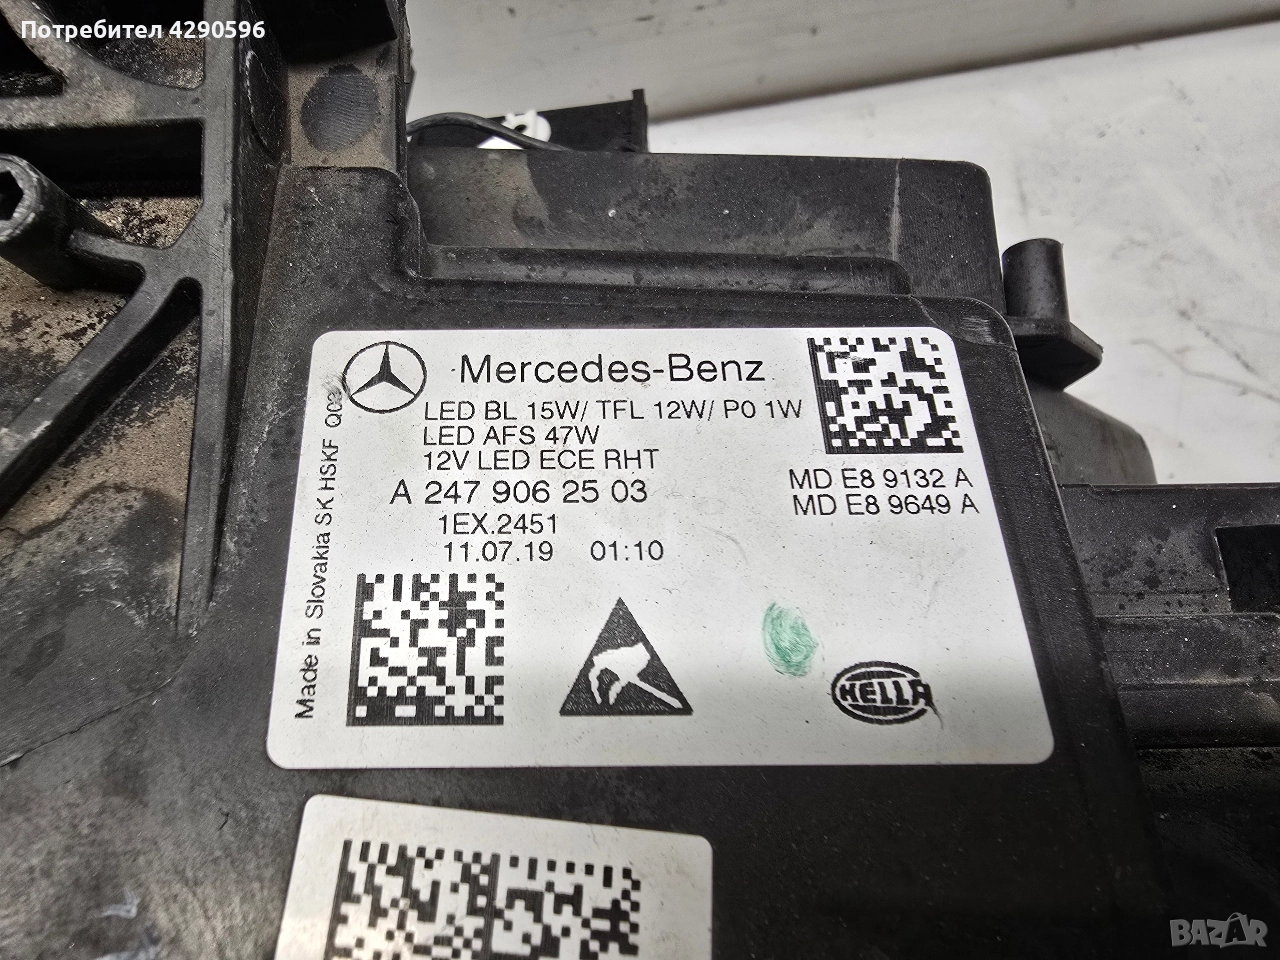 Потребител 4290596
Mercedes-Benz
LED BL 15W/ TFL 12W/ PO 1W
LED AFS 47W
12V LED ECE RHT
A 247 906 25 03
1EX.2451
11.07.19 01:10
MD E8 9132 A
MD E8 9649 A
Made in Slovakia SK HSKF
HELLA
BAZAR